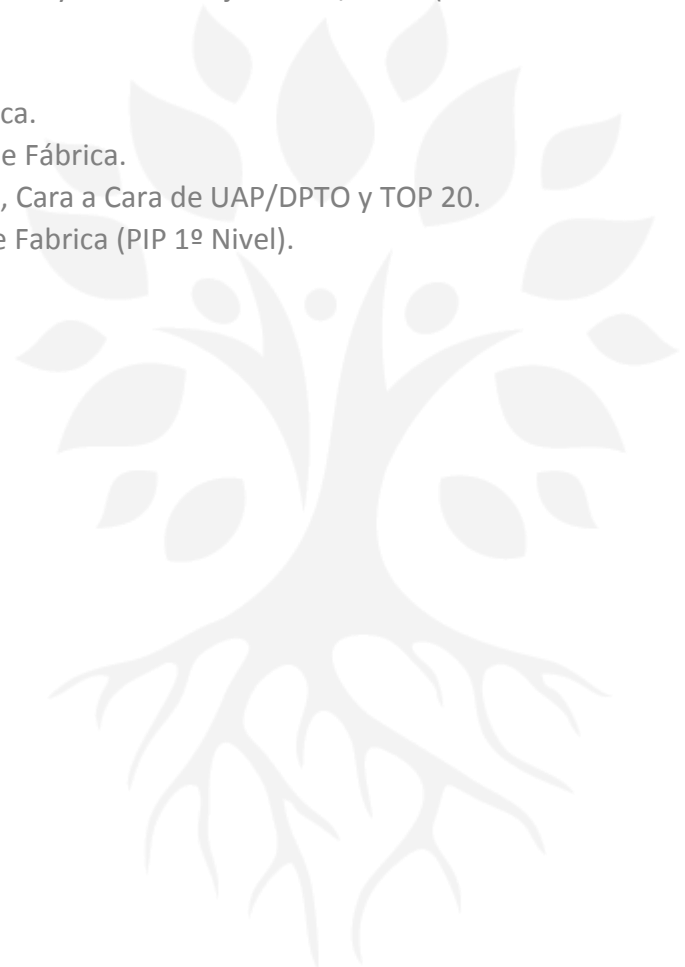 ca.
e Fábrica.
, Cara a Cara de UAP/DPTO y TOP 20.
e Fabrica (PIP 1º Nivel).